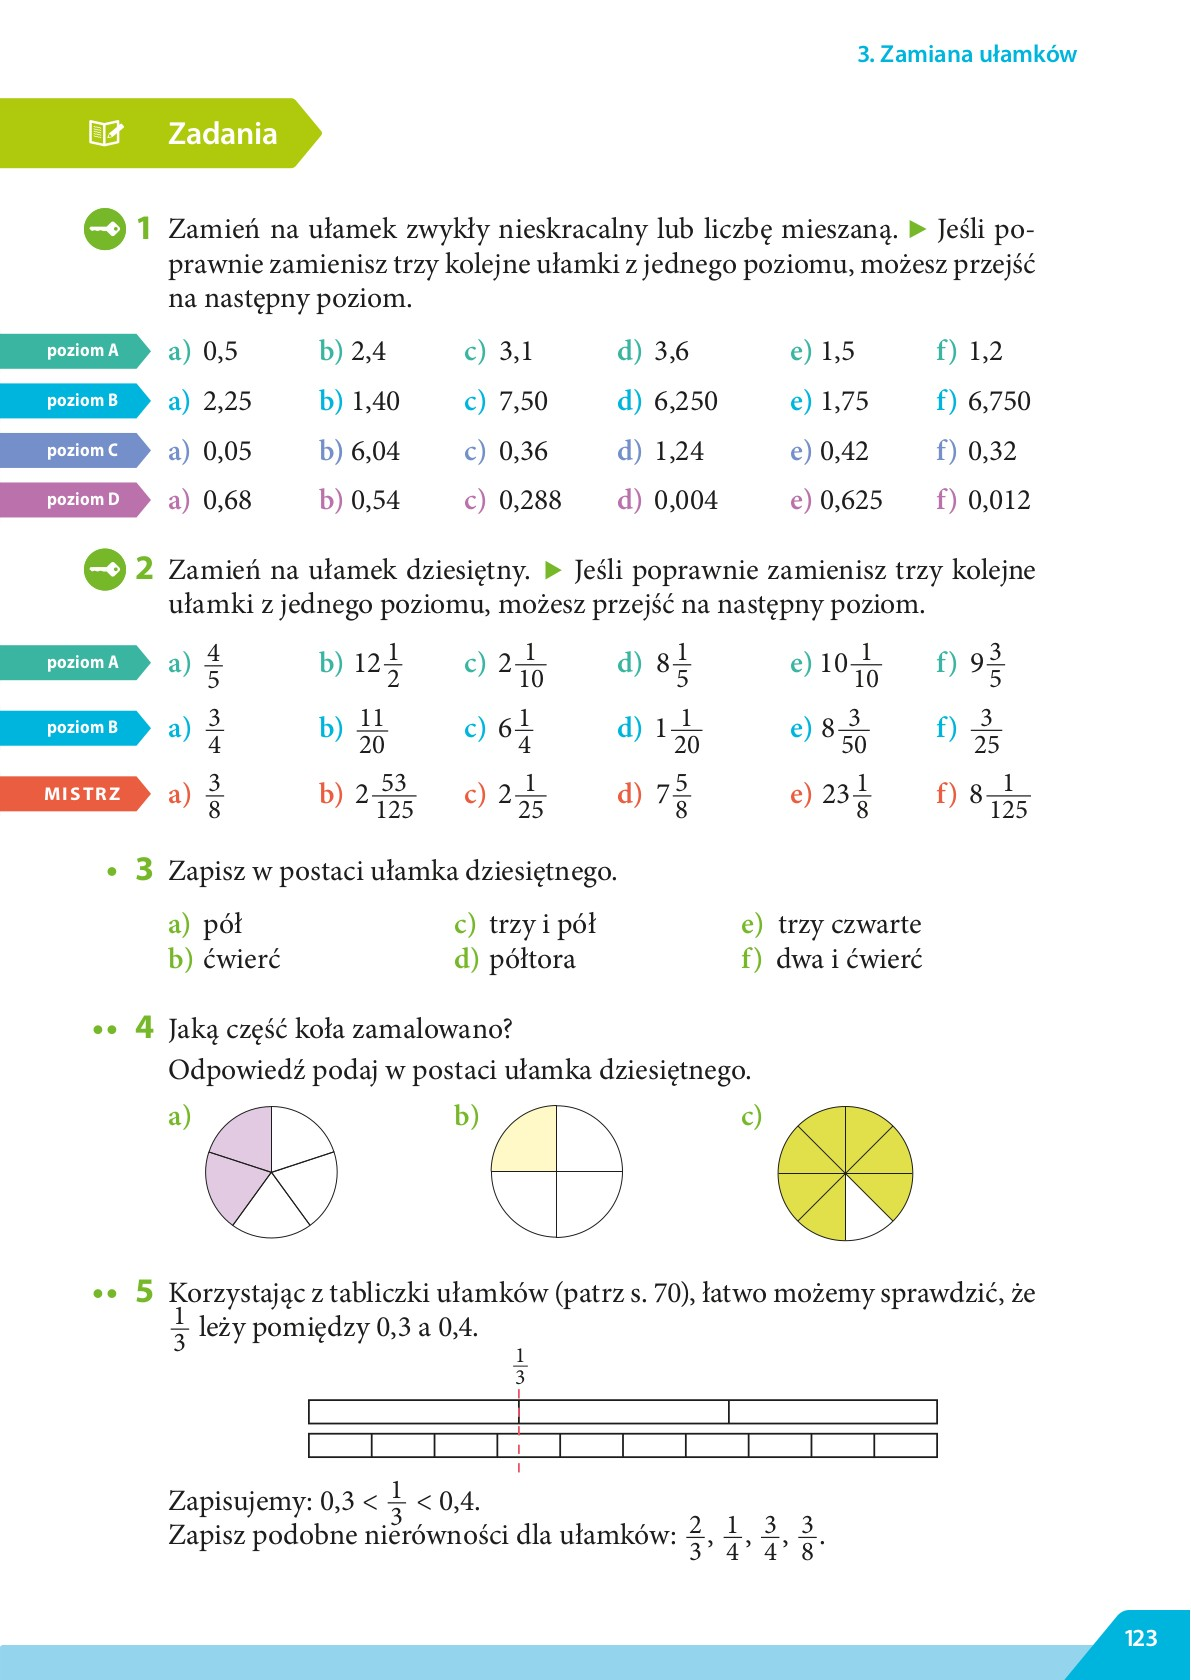 3. Zamiana ułamków
Zadania
1 Zamień na ułamek zwykły nieskracalny lub liczbę mieszaną. ▶ Jeśli po-
prawnie zamienisz trzy kolejne ułamki z jednego poziomu, możesz przejść
na następny poziom.
poziom A a) 0,5 b) 2,4 c) 3,1 d) 3,6 e) 1,5 f) 1,2
poziom B a) 2,25 b) 1,40 c) 7,50 d) 6,250 e) 1,75 f) 6,750
poziom C a) 0,05 b) 6,04 c) 0,36 d) 1,24 e) 0,42 f) 0,32
poziom D a) 0,68 b) 0,54 c) 0,288 d) 0,004 e) 0,625 f) 0,012
2 Zamień na ułamek dziesiętny. ▶ Jeśli poprawnie zamienisz trzy kolejne
ułamki z jednego poziomu, możesz przejść na następny poziom.
poziom A a) 4/5 b) 12 1/2 c) 2 1/10 d) 8 1/5 e) 10 1/10 f) 9 3/5
poziom B a) 3/4 b) 11/20 c) 6 1/4 d) 1 1/20 e) 8 3/50 f) 3/25
MISTRZ a) 3/8 b) 2 53/125 c) 2 1/25 d) 7 5/8 e) 23 1/8 f) 8 1/125
• 3 Zapisz w postaci ułamka dziesiętnego.
a) pół c) trzy i pół e) trzy czwarte
b) ćwierć d) półtora f) dwa i ćwierć
•• 4 Jaką część koła zamalowano?
Odpowiedź podaj w postaci ułamka dziesiętnego.
a) b) c)
•• 5 Korzystając z tabliczki ułamków (patrz s. 70), łatwo możemy sprawdzić, że
1/3 leży pomiędzy 0,3 a 0,4.
1/3
Zapisujemy: 0,3 < 1/3 < 0,4.
Zapisz podobne nierówności dla ułamków: 2/3, 1/4, 3/4, 3/8.
123